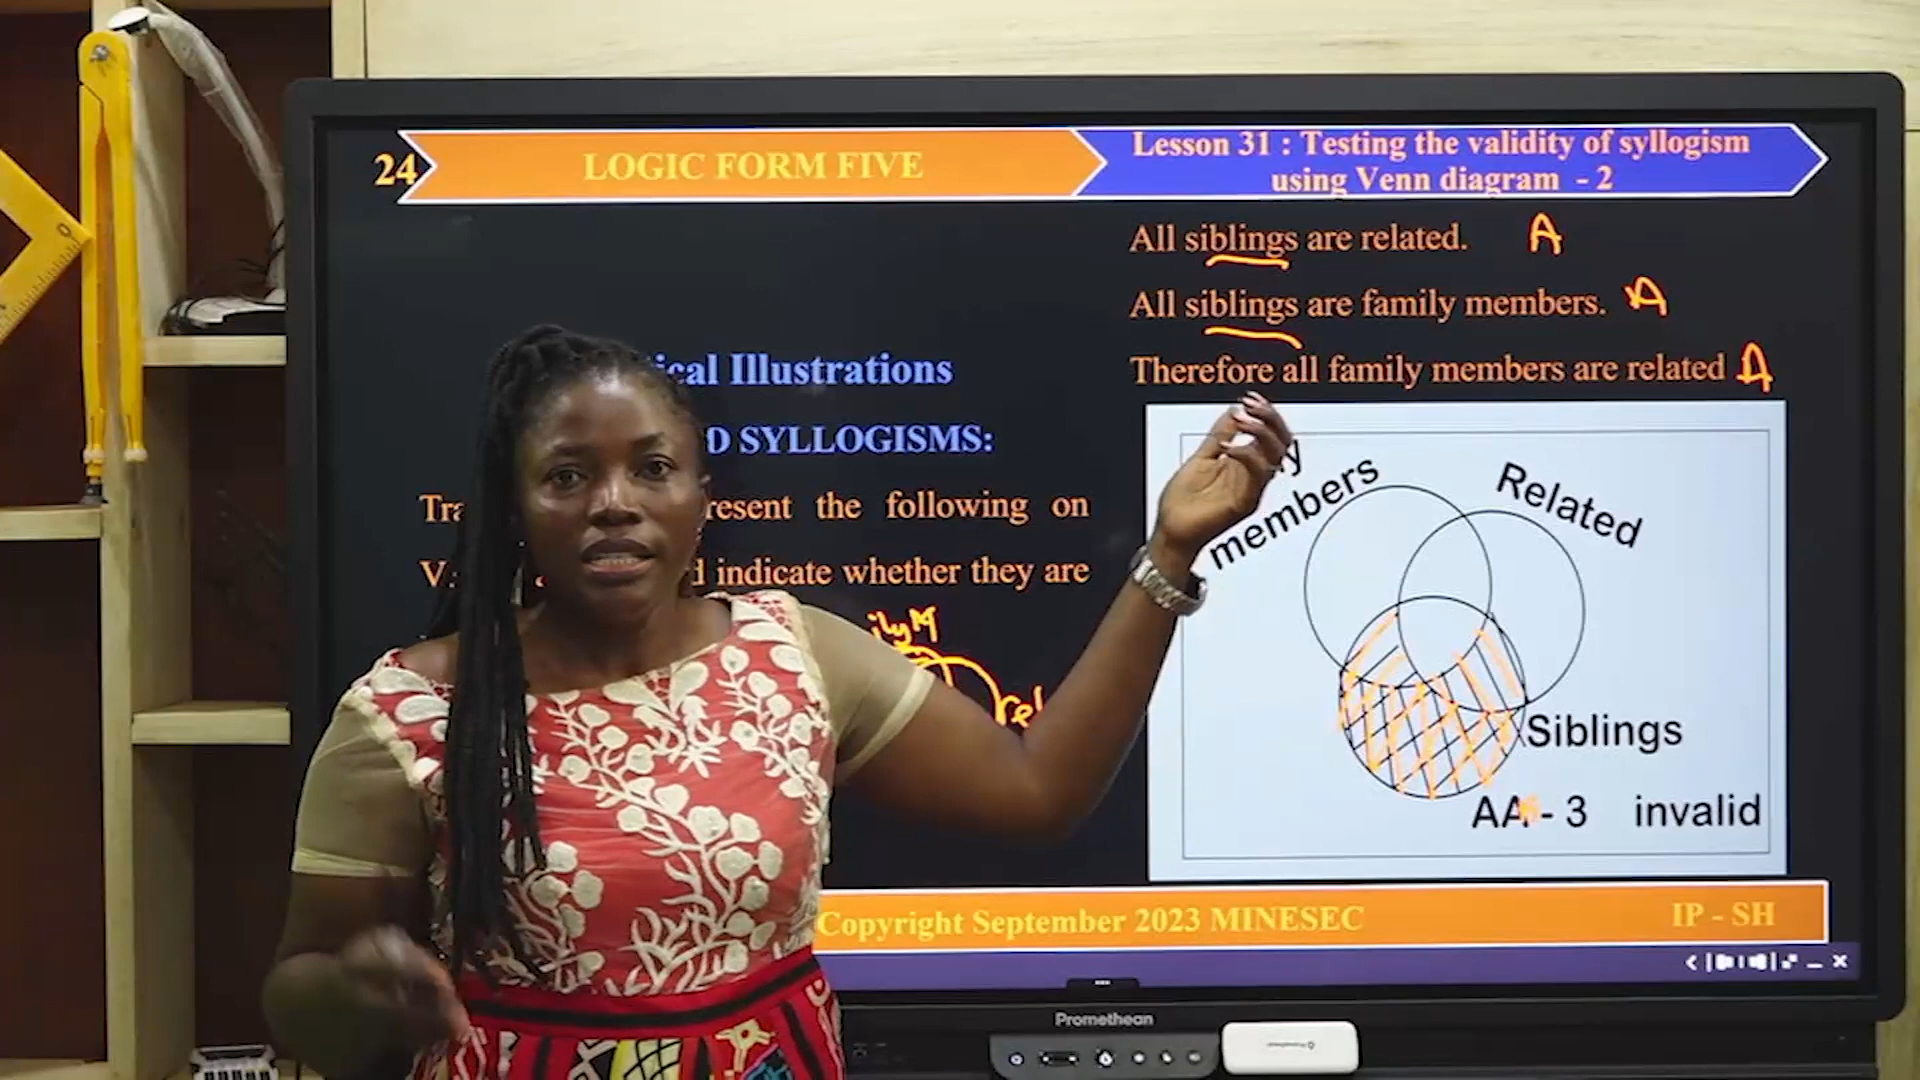 24
LOGIC FORM FIVE
Lesson 31 : Testing the validity of syllogism
using Venn diagram - 2
All siblings are related. A
All siblings are family members. A
Therefore all family members are related A
Illustrations
SYLLOGISMS:
the following on
indicate whether they are
members
Related
Siblings
AA - 3 invalid
Copyright September 2023 MINESEC
IP - SH
Promethean